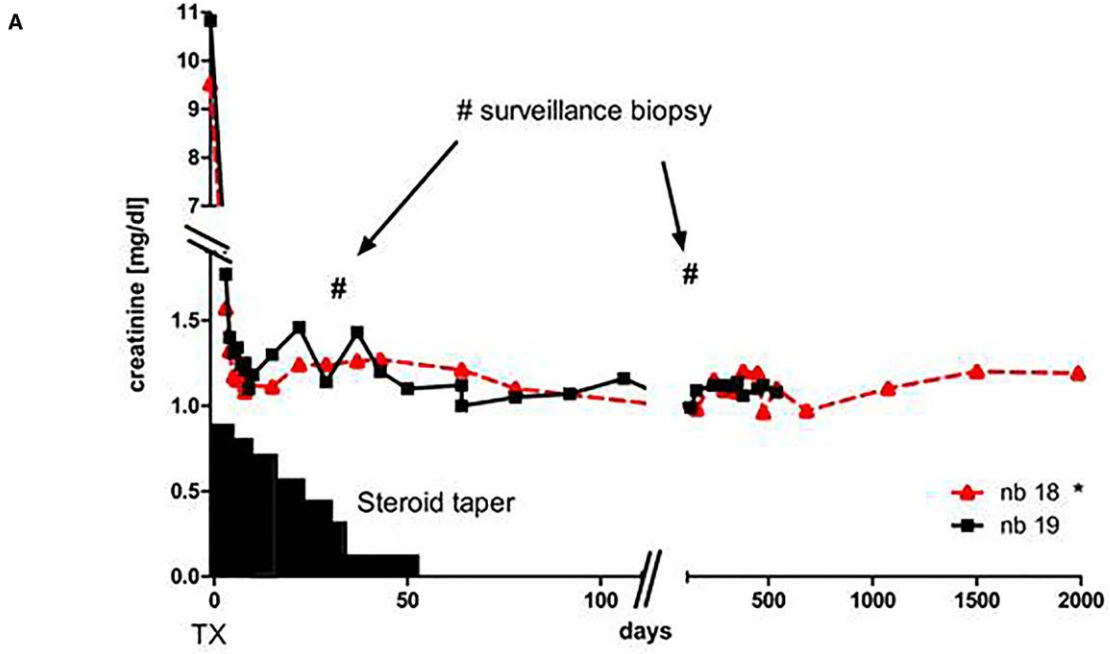 A
11
10
9
8
7
# surveillance biopsy
creatinine [mg/dl]
#
#
1.5
1.0
0.5
0.0
Steroid taper
nb 18 *
nb 19
0 50 100 500 1000 1500 2000
TX
days